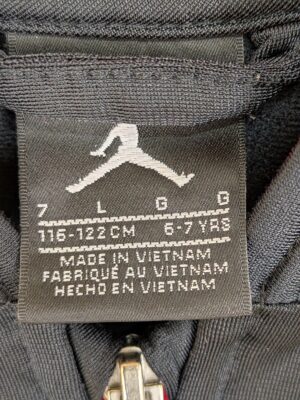 7 L G G
116-122 CM 6-7 YRS
MADE IN VIETNAM
FABRIQUÉ AU VIETNAM
HECHO EN VIETNAM